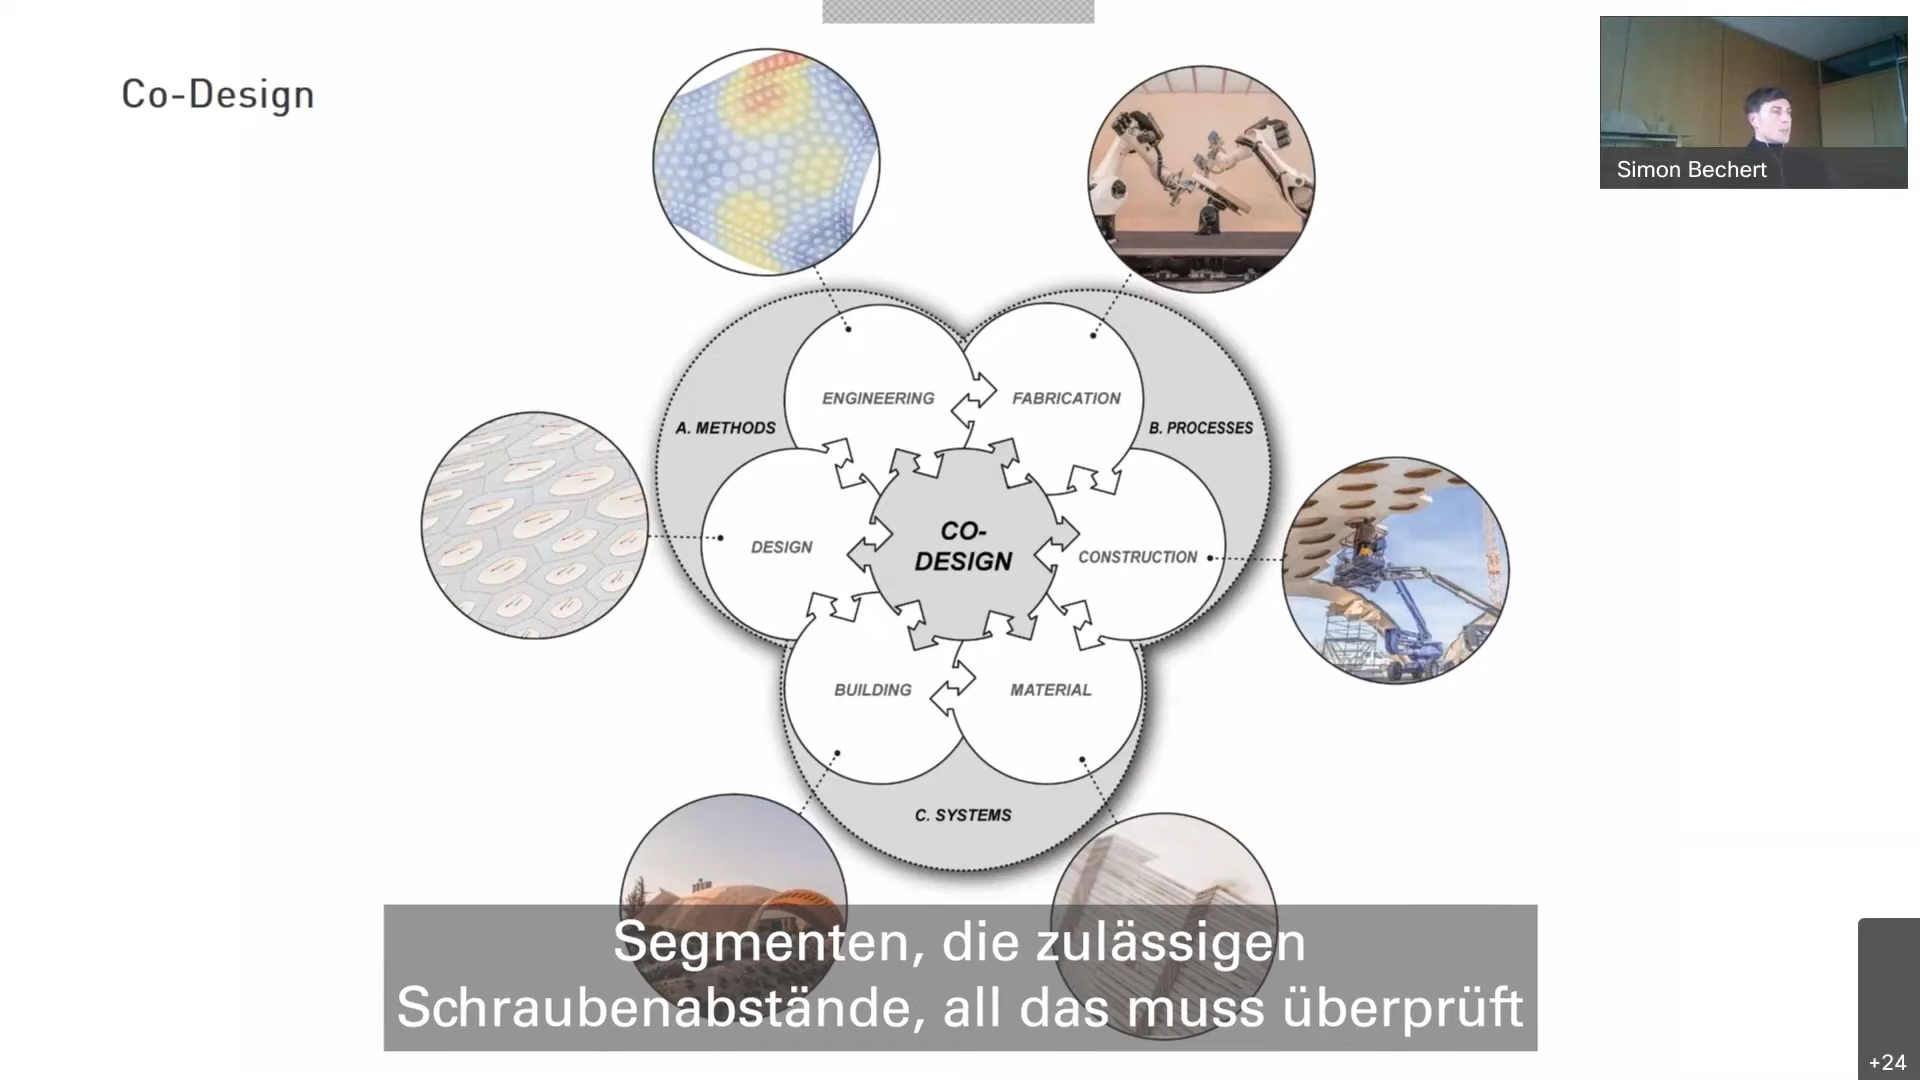 Co-Design
Simon Bechert
ENGINEERING
FABRICATION
A. METHODS
B. PROCESSES
CO-
DESIGN
DESIGN
CONSTRUCTION
BUILDING
MATERIAL
C. SYSTEMS
Segmenten, die zulässigen
Schraubenabstände, all das muss überprüft
+24